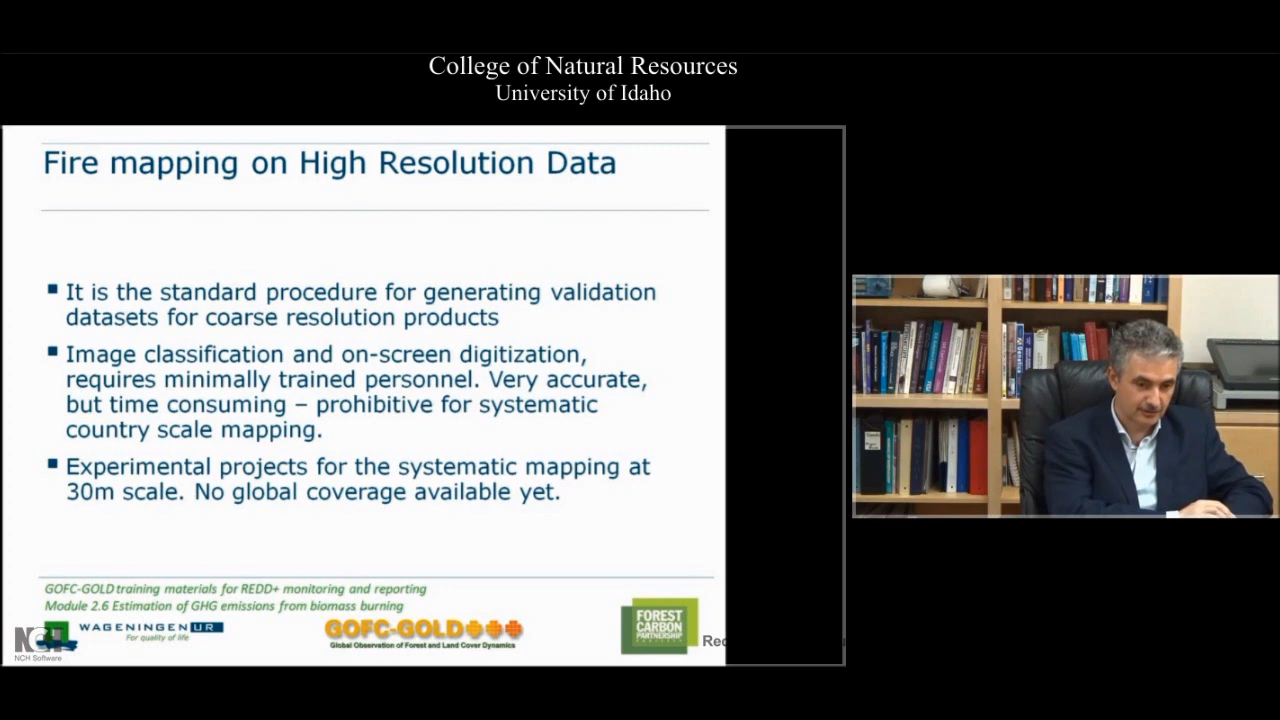 College of Natural Resources
University of Idaho
Fire mapping on High Resolution Data
▪ It is the standard procedure for generating validation
datasets for coarse resolution products
▪ Image classification and on-screen digitization,
requires minimally trained personnel. Very accurate,
but time consuming – prohibitive for systematic
country scale mapping.
▪ Experimental projects for the systematic mapping at
30m scale. No global coverage available yet.
GOFC-GOLD training materials for REDD+ monitoring and reporting
Module 2.6 Estimation of GHG emissions from biomass burning
WAGENINGEN UR
For quality of life
GOFC-GOLD
Global Observation of Forest and Land Cover Dynamics
FOREST
CARBON
PARTNERSHIP
NCH
NCH Software
Rec